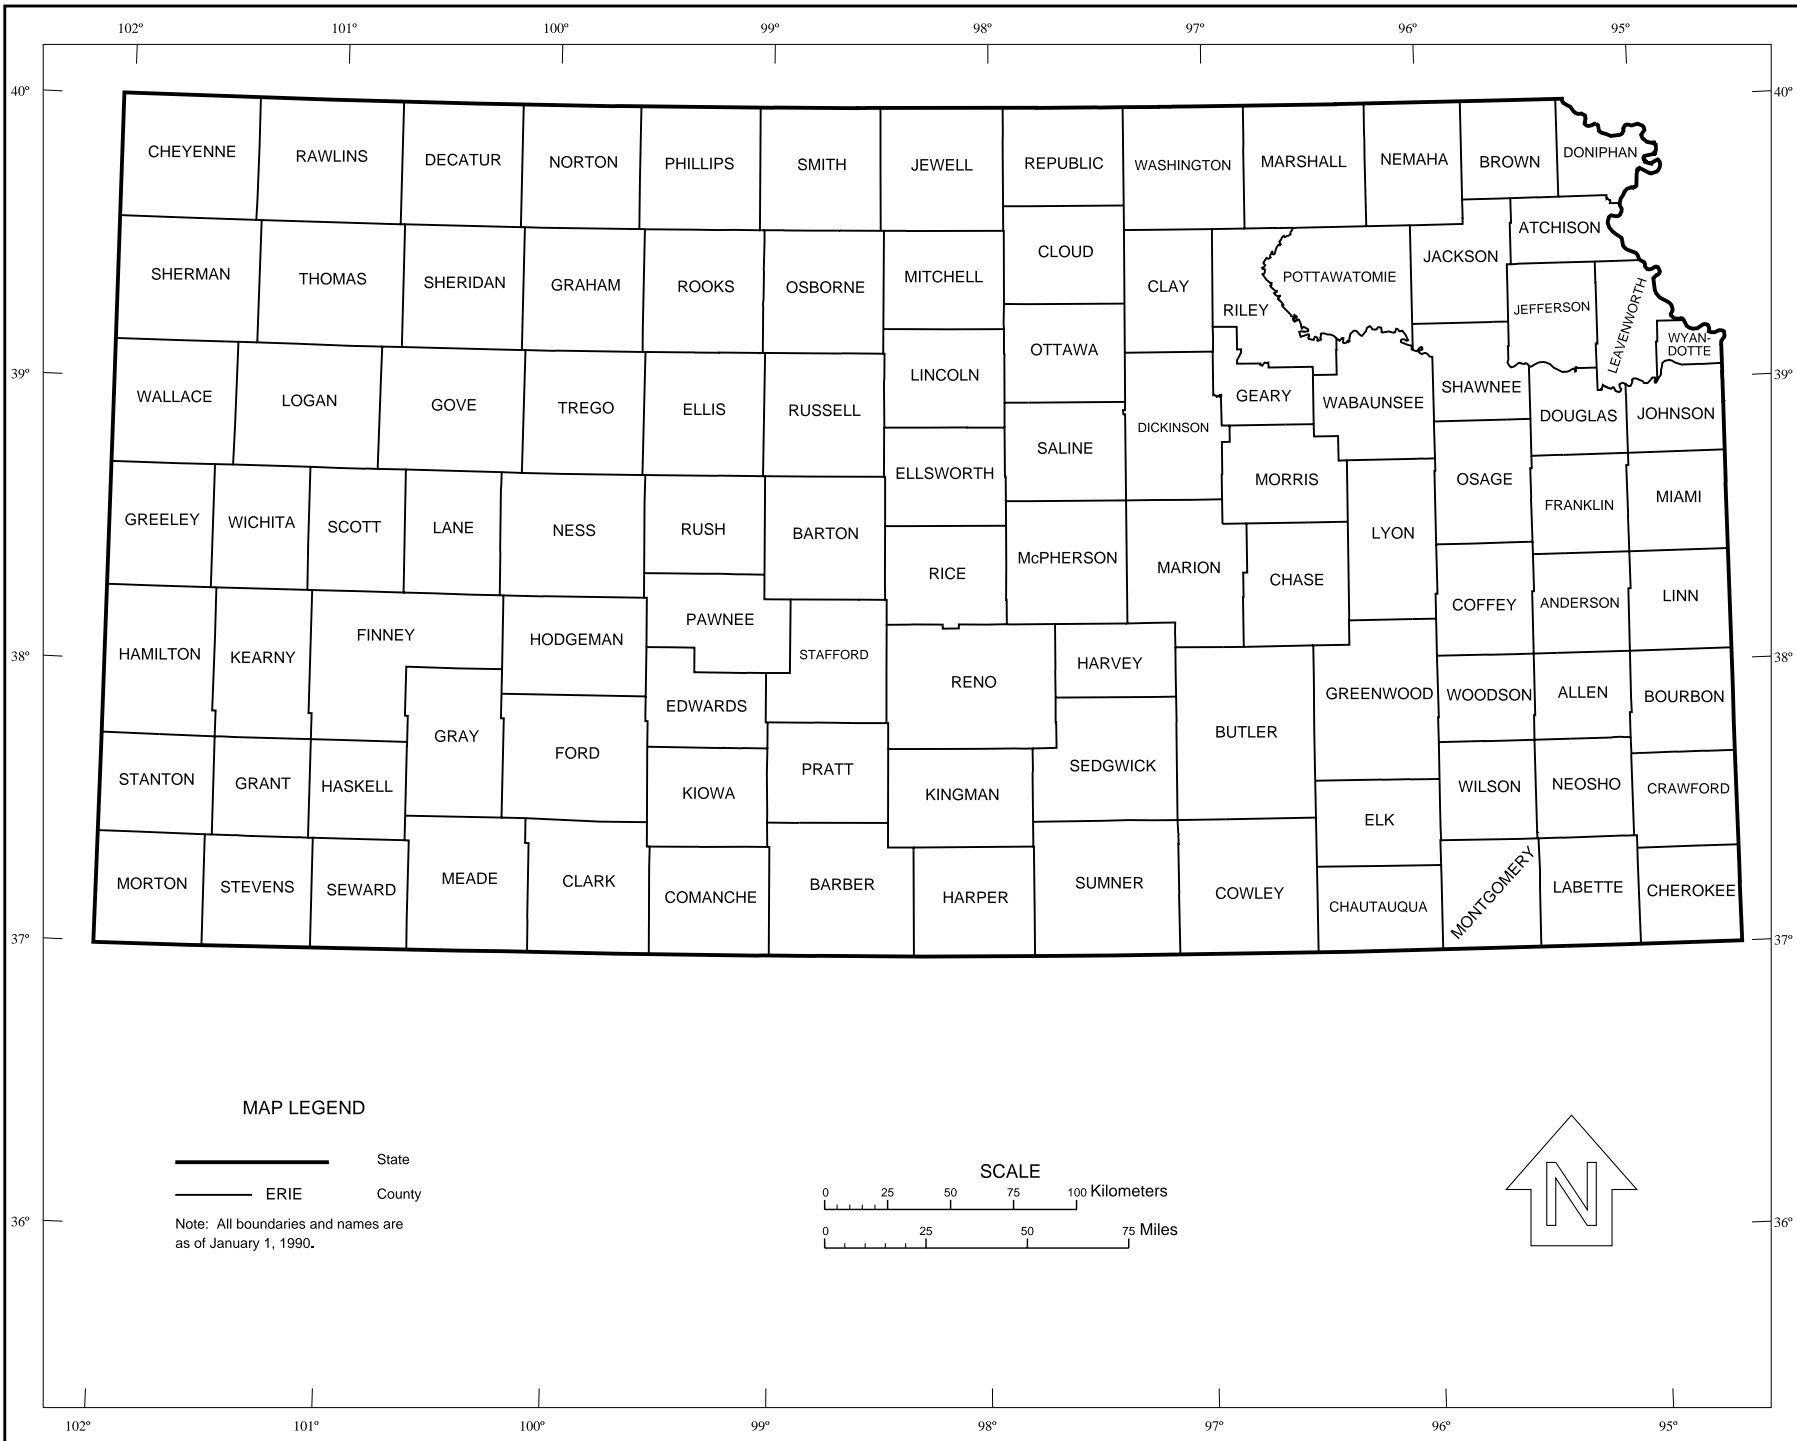 102º 101º 100º 99º 98º 97º 96º 95º
40º 40º
CHEYENNE RAWLINS DECATUR NORTON PHILLIPS SMITH JEWELL REPUBLIC WASHINGTON MARSHALL NEMAHA BROWN DONIPHAN
CLOUD ATCHISON
SHERMAN THOMAS SHERIDAN GRAHAM ROOKS OSBORNE MITCHELL CLAY RILEY POTTAWATOMIE JACKSON
JEFFERSON LEAVENWORTH
WYAN-
DOTTE
OTTAWA
39º 39º
WALLACE LOGAN GOVE TREGO ELLIS RUSSELL LINCOLN DICKINSON GEARY WABAUNSEE SHAWNEE DOUGLAS JOHNSON
SALINE
ELLSWORTH MORRIS OSAGE FRANKLIN MIAMI
GREELEY WICHITA SCOTT LANE NESS RUSH BARTON LYON
RICE McPHERSON MARION CHASE
COFFEY ANDERSON LINN
FINNEY HODGEMAN PAWNEE
HAMILTON KEARNY STAFFORD HARVEY
38º 38º
EDWARDS RENO GREENWOOD WOODSON ALLEN BOURBON
GRAY FORD BUTLER
STANTON GRANT HASKELL KIOWA PRATT KINGMAN SEDGWICK WILSON NEOSHO CRAWFORD
ELK
MORTON STEVENS SEWARD MEADE CLARK COMANCHE BARBER HARPER SUMNER COWLEY CHAUTAUQUA MONTGOMERY LABETTE CHEROKEE
37º 37º
MAP LEGEND
State
ERIE County
Note: All boundaries and names are
as of January 1, 1990.
SCALE
0 25 50 75 100 Kilometers
0 25 50 75 Miles
N
36º 36º
102º 101º 100º 99º 98º 97º 96º 95º